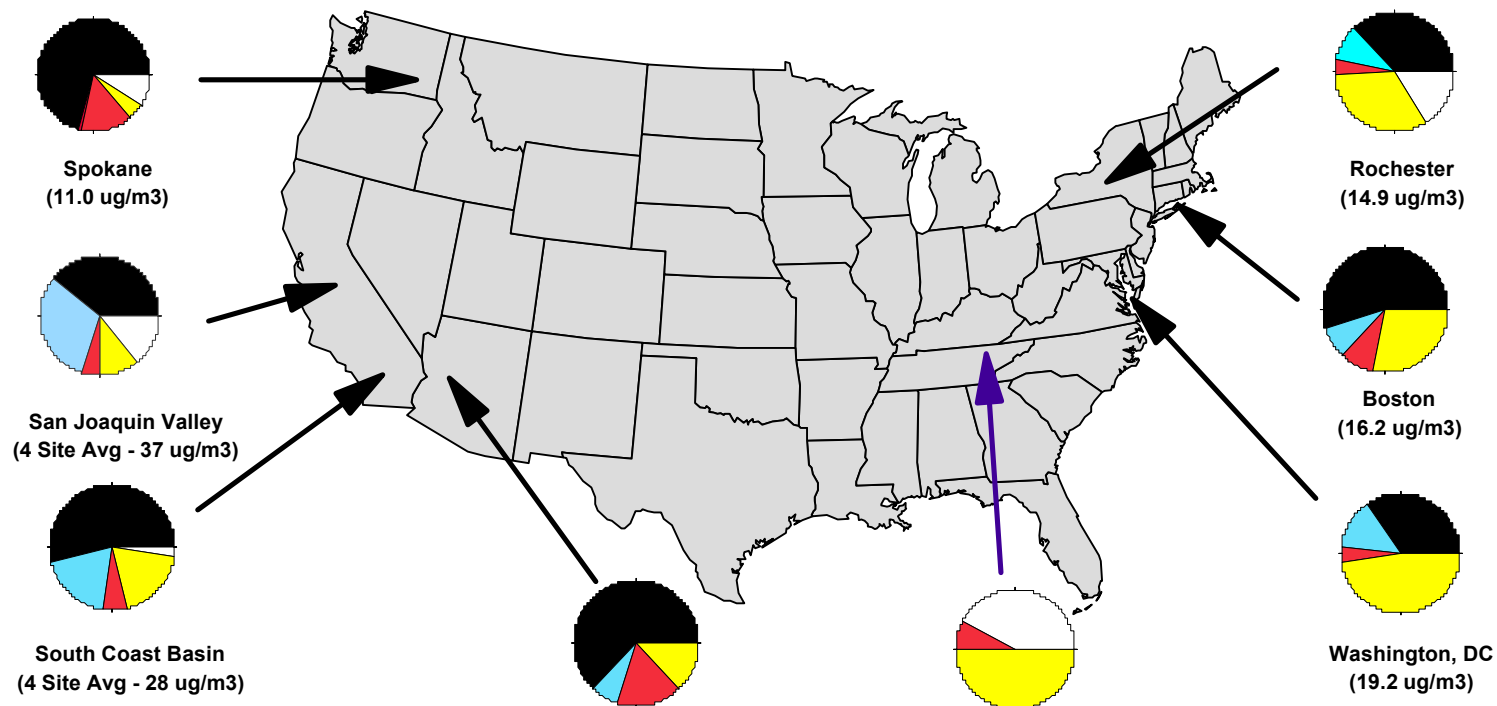 Spokane
(11.0 ug/m3)
Rochester
(14.9 ug/m3)
San Joaquin Valley
(4 Site Avg - 37 ug/m3)
Boston
(16.2 ug/m3)
South Coast Basin
(4 Site Avg - 28 ug/m3)
Washington, DC
(19.2 ug/m3)